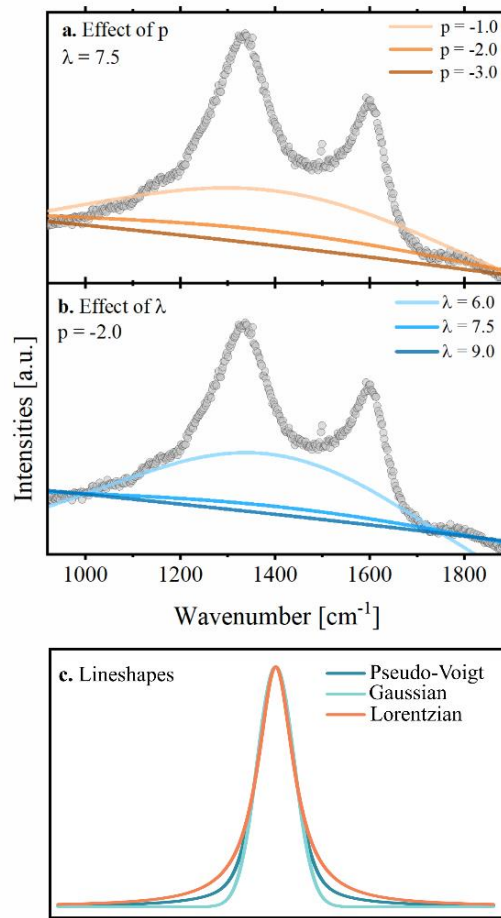 a. Effect of p
λ = 7.5
p = -1.0
p = -2.0
p = -3.0
b. Effect of λ
p = -2.0
λ = 6.0
λ = 7.5
λ = 9.0
Intensities [a.u.]
1000 1200 1400 1600 1800
Wavenumber [cm⁻¹]
c. Lineshapes
Pseudo-Voigt
Gaussian
Lorentzian